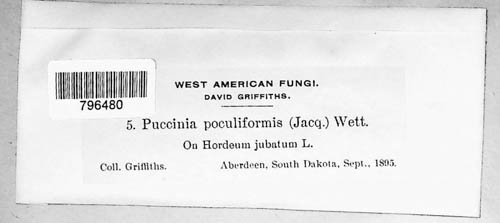 796480
WEST AMERICAN FUNGI.
DAVID GRIFFITHS.
5. Puccinia poculiformis (Jacq.) Wett.
On Hordeum jubatum L.
Coll. Griffiths. Aberdeen, South Dakota, Sept., 1895.